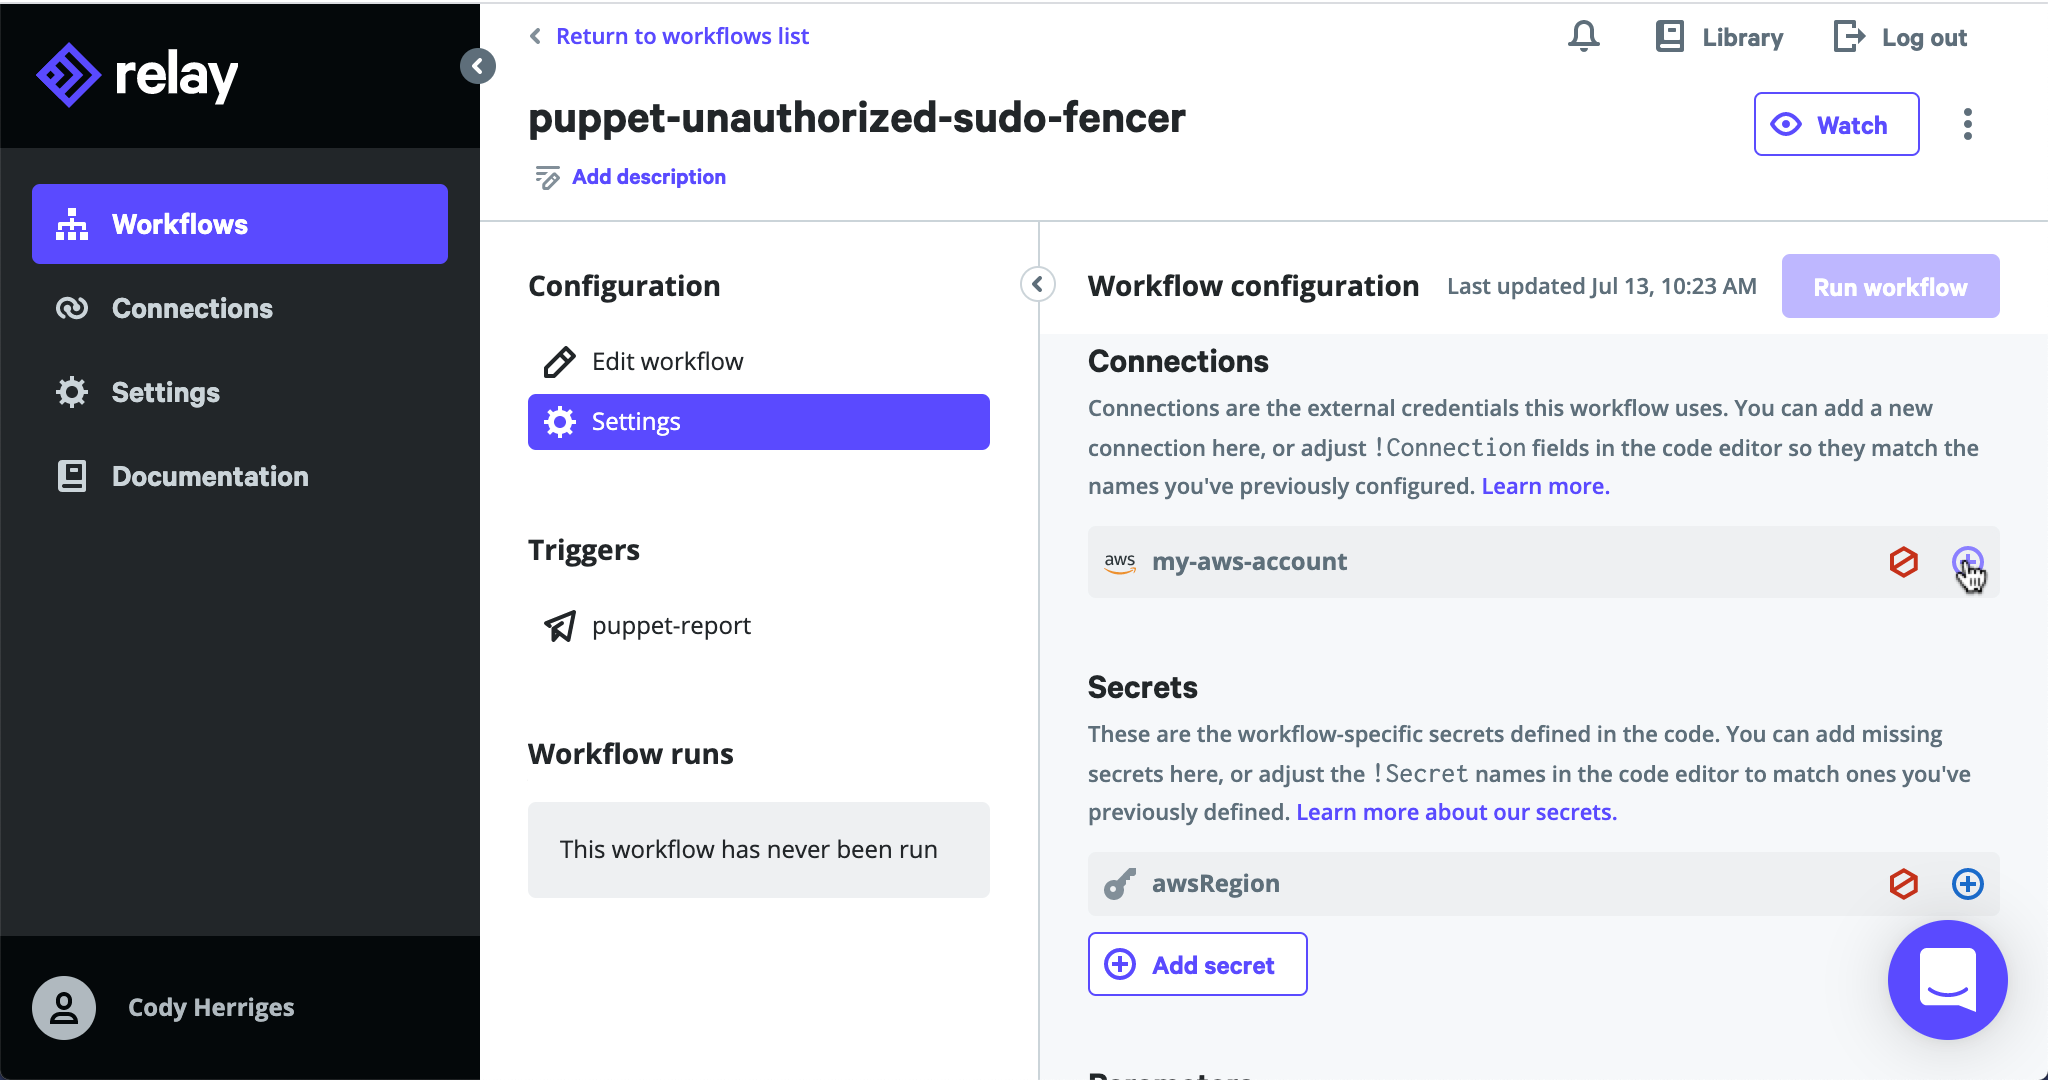 relay
Workflows
Connections
Settings
Documentation
Cody Herriges
Return to workflows list
Library
Log out
puppet-unauthorized-sudo-fencer
Watch
Add description
Configuration
Edit workflow
Settings
Triggers
puppet-report
Workflow runs
This workflow has never been run
Workflow configuration
Last updated Jul 13, 10:23 AM
Run workflow
Connections
Connections are the external credentials this workflow uses. You can add a new
connection here, or adjust !Connection fields in the code editor so they match the
names you've previously configured. Learn more.
aws my-aws-account
Secrets
These are the workflow-specific secrets defined in the code. You can add missing
secrets here, or adjust the !Secret names in the code editor to match ones you've
previously defined. Learn more about our secrets.
awsRegion
Add secret
Parameters